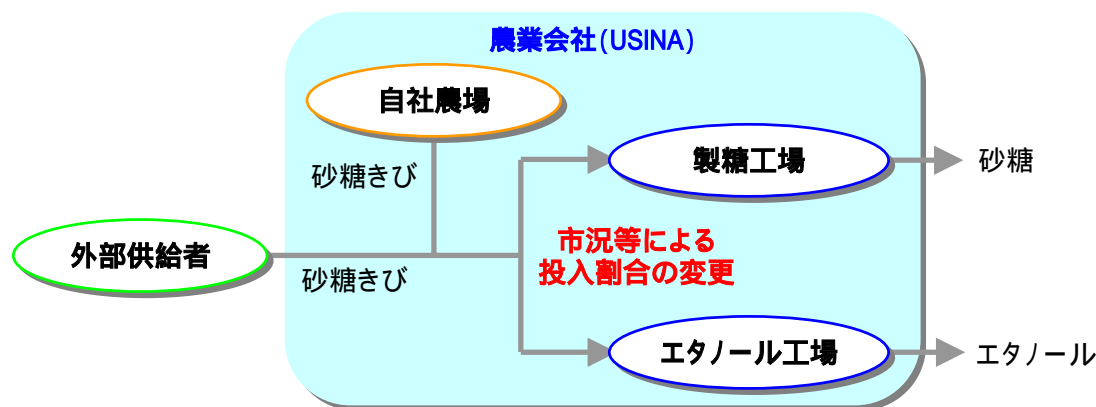 農業会社(USINA)
自社農場
砂糖きび
外部供給者
砂糖きび
製糖工場
砂糖
市況等による
投入割合の変更
エタノール工場
エタノール